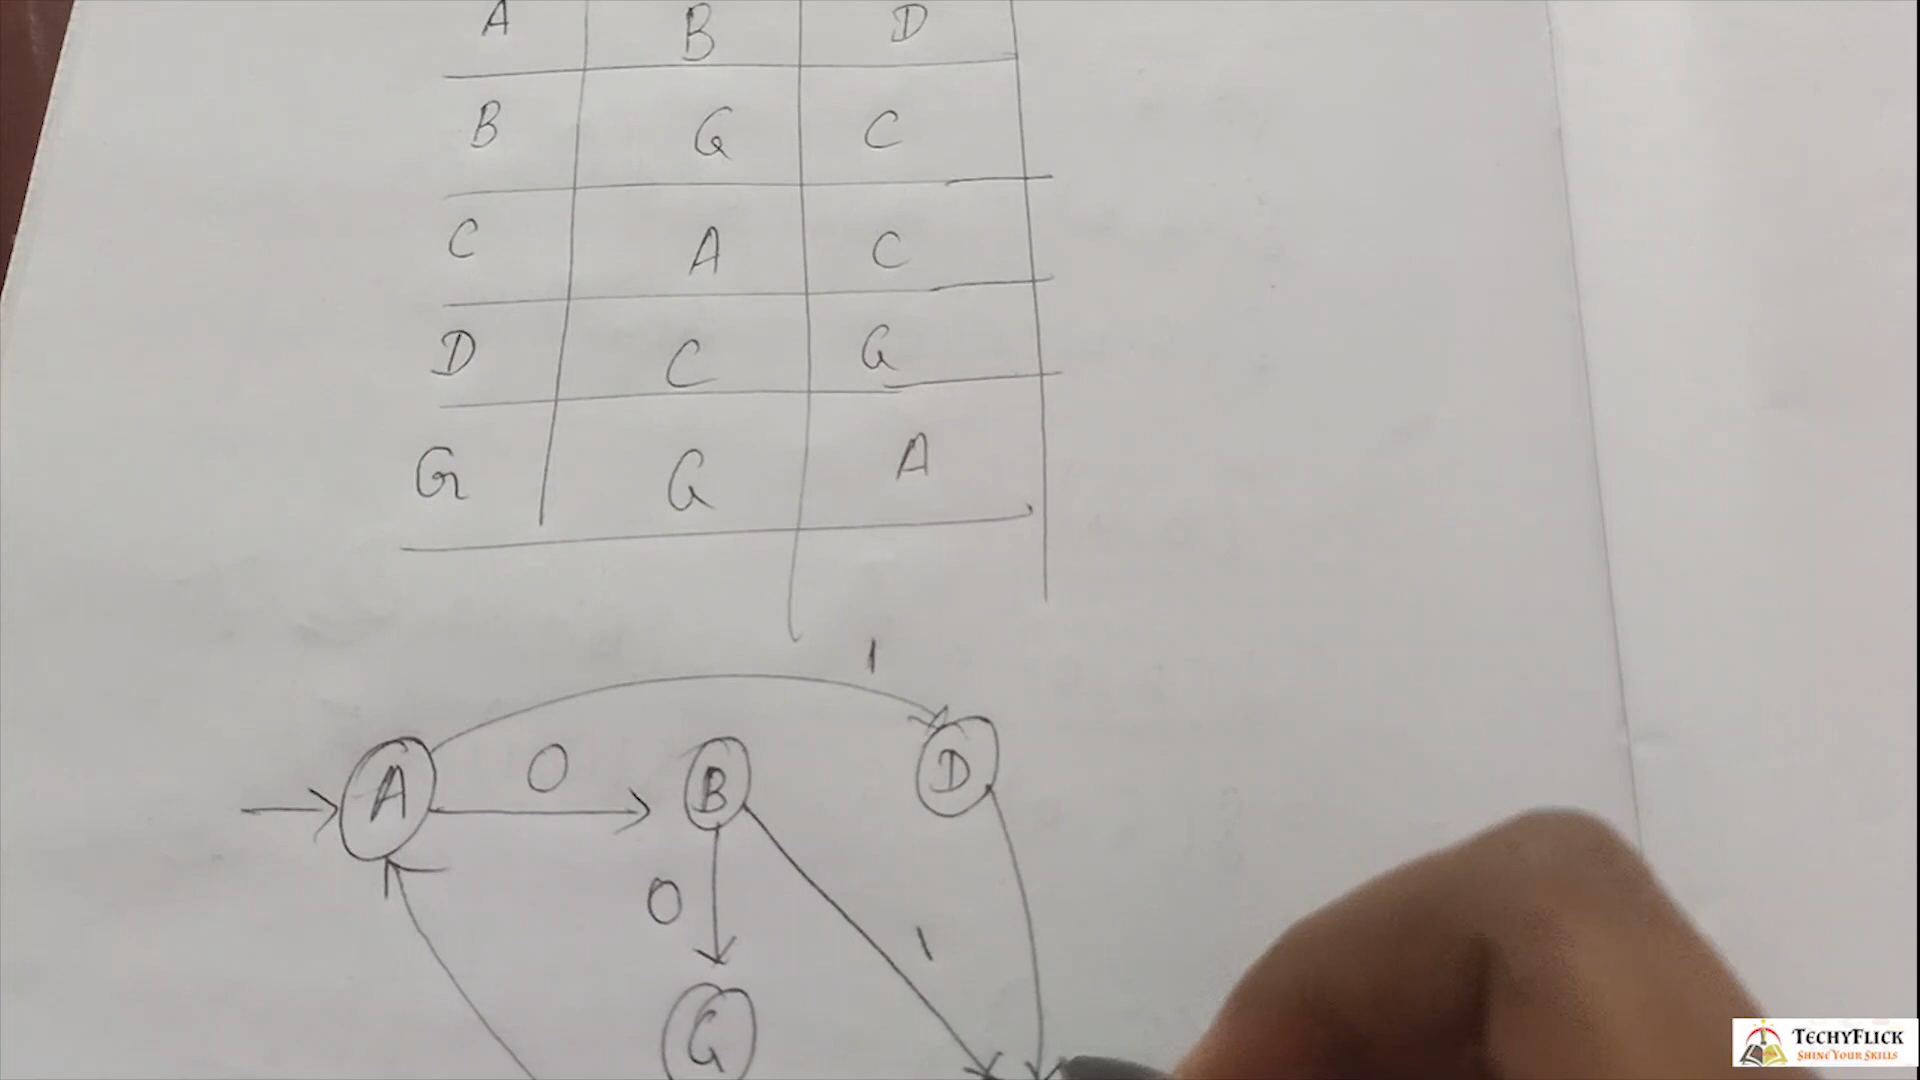 A B D
B G C
C A C
D C G
G G A
1
A 0 B D
0
1
G
TECHYFLICK
SHINE YOUR SKILLS